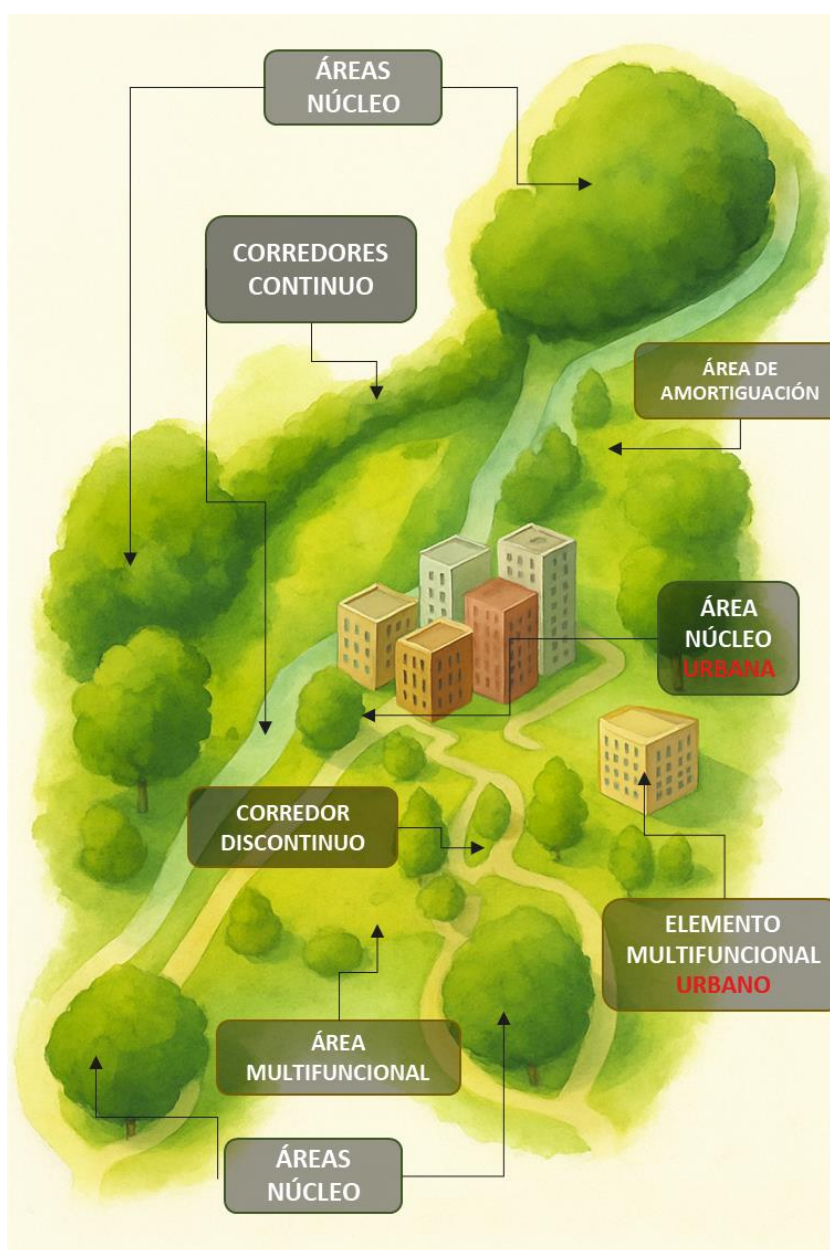 ÁREAS
NÚCLEO
CORREDORES
CONTINUO
ÁREA DE
AMORTIGUACIÓN
ÁREA
NÚCLEO
URBANA
CORREDOR
DISCONTINUO
ELEMENTO
MULTIFUNCIONAL
URBANO
ÁREA
MULTIFUNCIONAL
ÁREAS
NÚCLEO